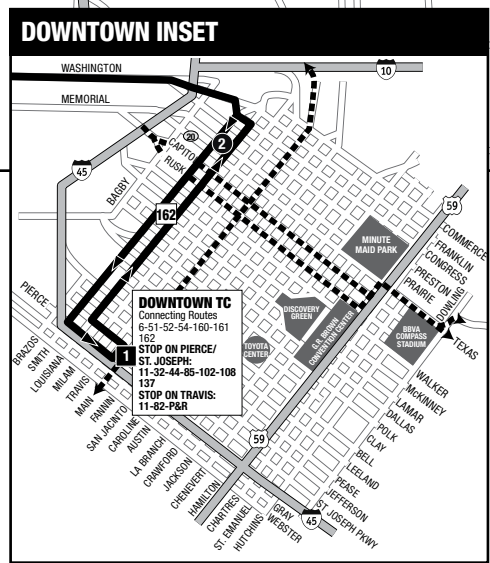 DOWNTOWN INSET
WASHINGTON
10
MEMORIAL
20
CAPITOL
2
RUSK
45
BAGBY
59
162
COMMERCE
FRANKLIN
CONGRESS
PRESTON
PRAIRIE
DOWLING
TEXAS
MINUTE
MAID PARK
DISCOVERY
GREEN
G.R. BROWN
CONVENTION CENTER
BBVA
COMPASS
STADIUM
TOYOTA
CENTER
DOWNTOWN TC
Connecting Routes
6-51-52-54-160-161
162
STOP ON PIERCE/
ST. JOSEPH:
11-32-44-85-102-108
137
STOP ON TRAVIS:
11-82-P&R
1
PIERCE
BRAZOS
SMITH
LOUISIANA
MILAM
TRAVIS
MAIN
FANNIN
SAN JACINTO
CAROLINE
AUSTIN
LA BRANCH
CRAWFORD
JACKSON
CHENEVERT
HAMILTON
CHARTRES
ST. EMANUEL
HUTCHINS
WALKER
McKINNEY
LAMAR
DALLAS
POLK
CLAY
BELL
LEELAND
PEASE
JEFFERSON
ST JOSEPH PKWY
GRAY
WEBSTER
59
45